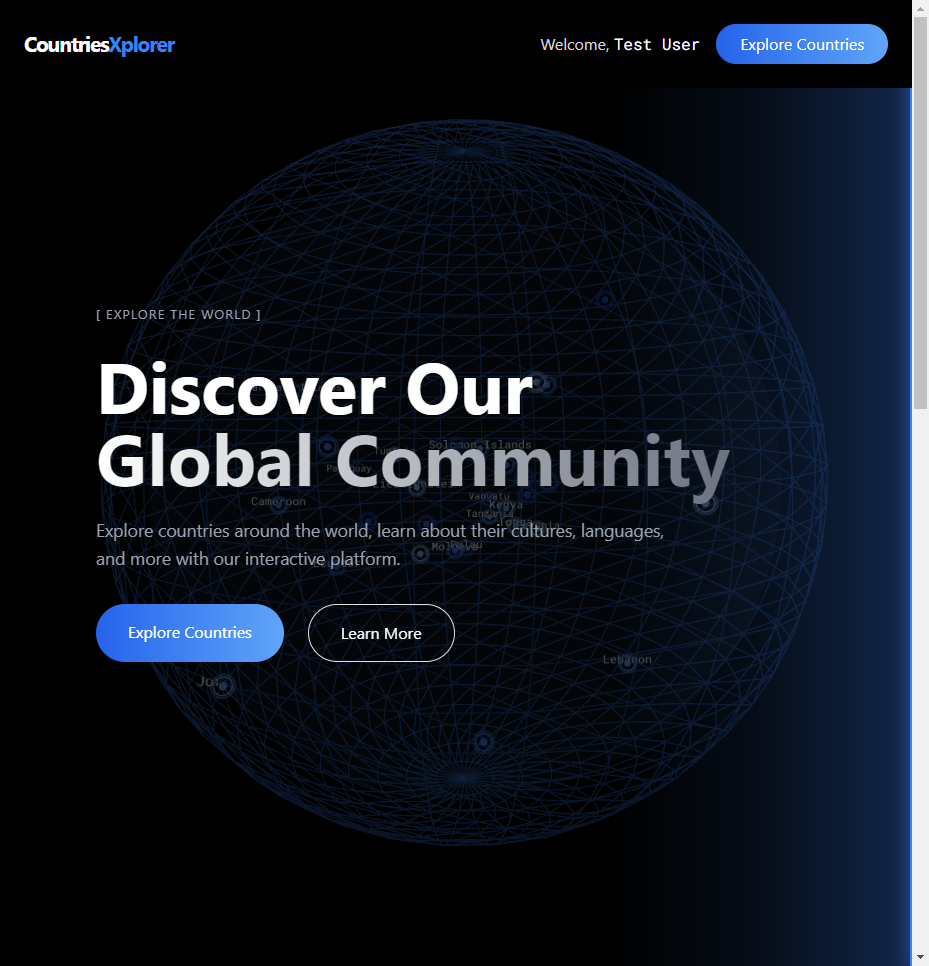 CountriesXplorer
Welcome, Test User
Explore Countries
[ EXPLORE THE WORLD ]
Discover Our
Global Community
Solomon Islands
Paraguay
Cameroon
Vanuatu
Kenya
Tanzania
Tonga
Moldova
Palau
Explore countries around the world, learn about their cultures, languages,
and more with our interactive platform.
Explore Countries
Learn More
Lebanon